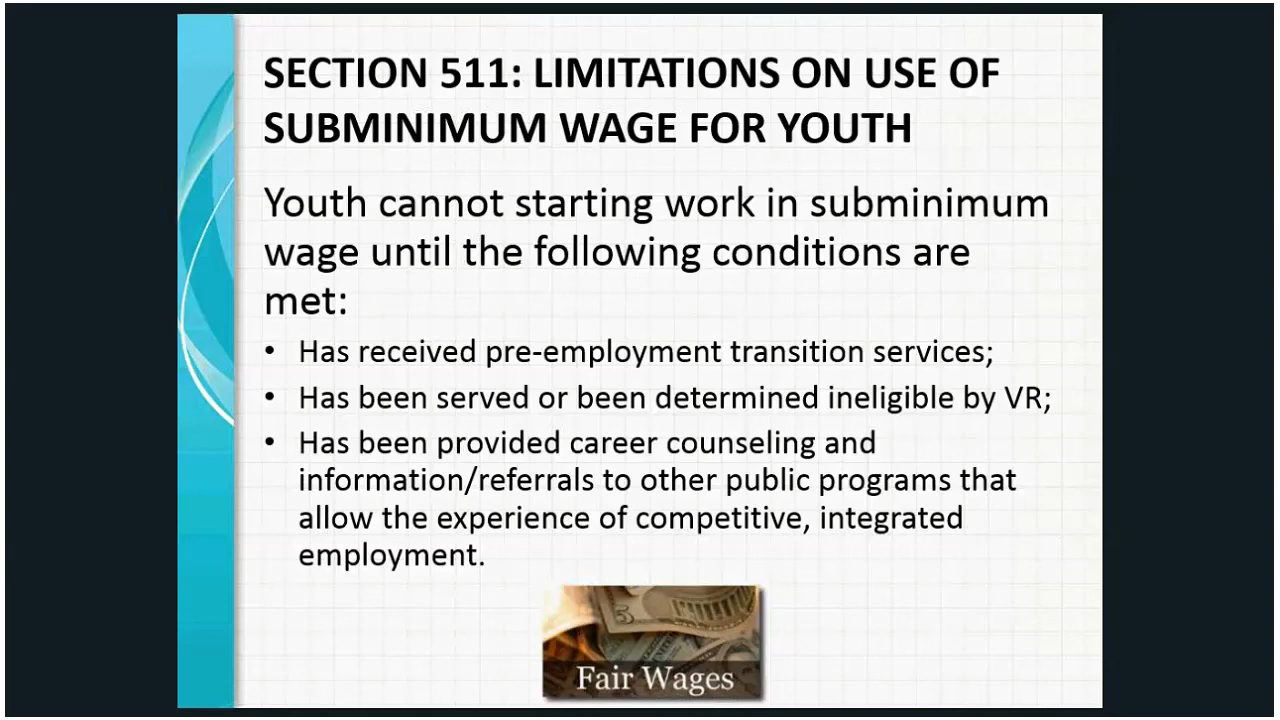 SECTION 511: LIMITATIONS ON USE OF
SUBMINIMUM WAGE FOR YOUTH
Youth cannot starting work in subminimum
wage until the following conditions are
met:
• Has received pre-employment transition services;
• Has been served or been determined ineligible by VR;
• Has been provided career counseling and
information/referrals to other public programs that
allow the experience of competitive, integrated
employment.
5
Fair Wages